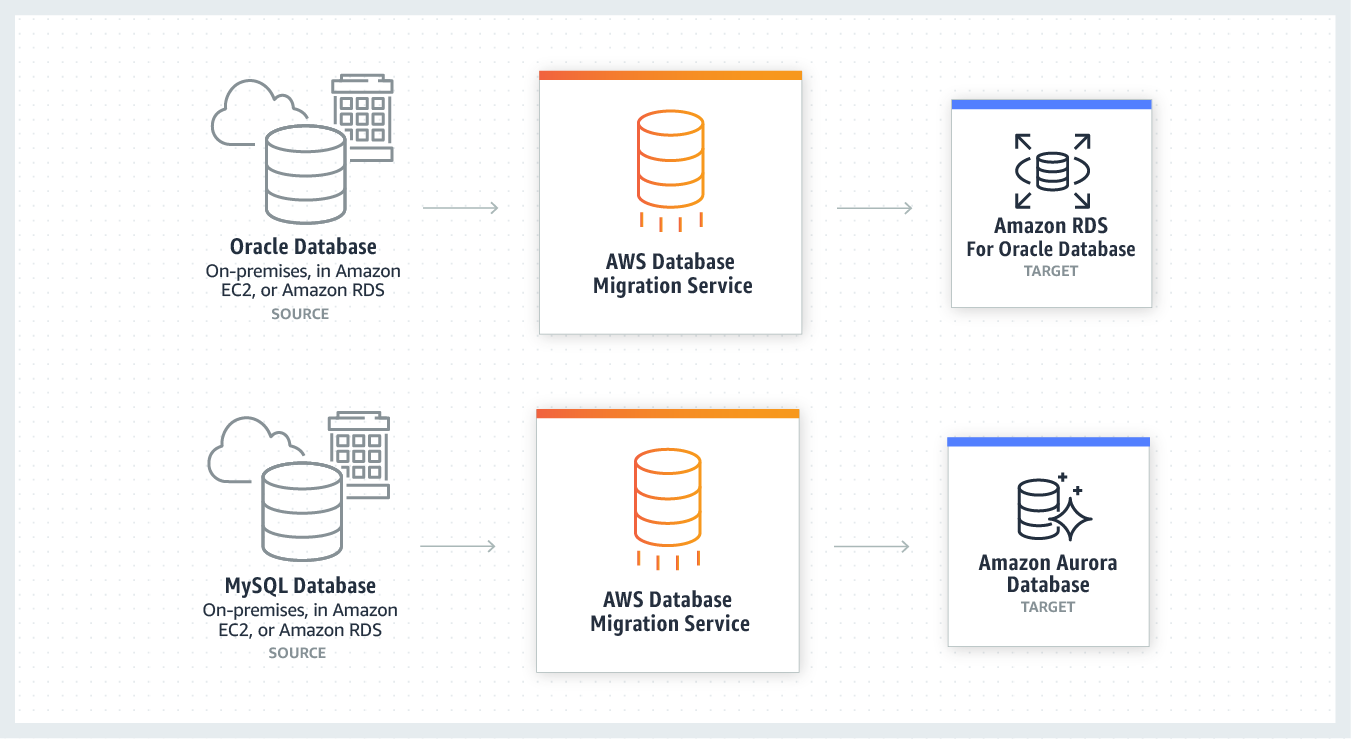 Oracle Database
On-premises, in Amazon
EC2, or Amazon RDS
SOURCE
AWS Database
Migration Service
Amazon RDS
For Oracle Database
TARGET
MySQL Database
On-premises, in Amazon
EC2, or Amazon RDS
SOURCE
AWS Database
Migration Service
Amazon Aurora
Database
TARGET